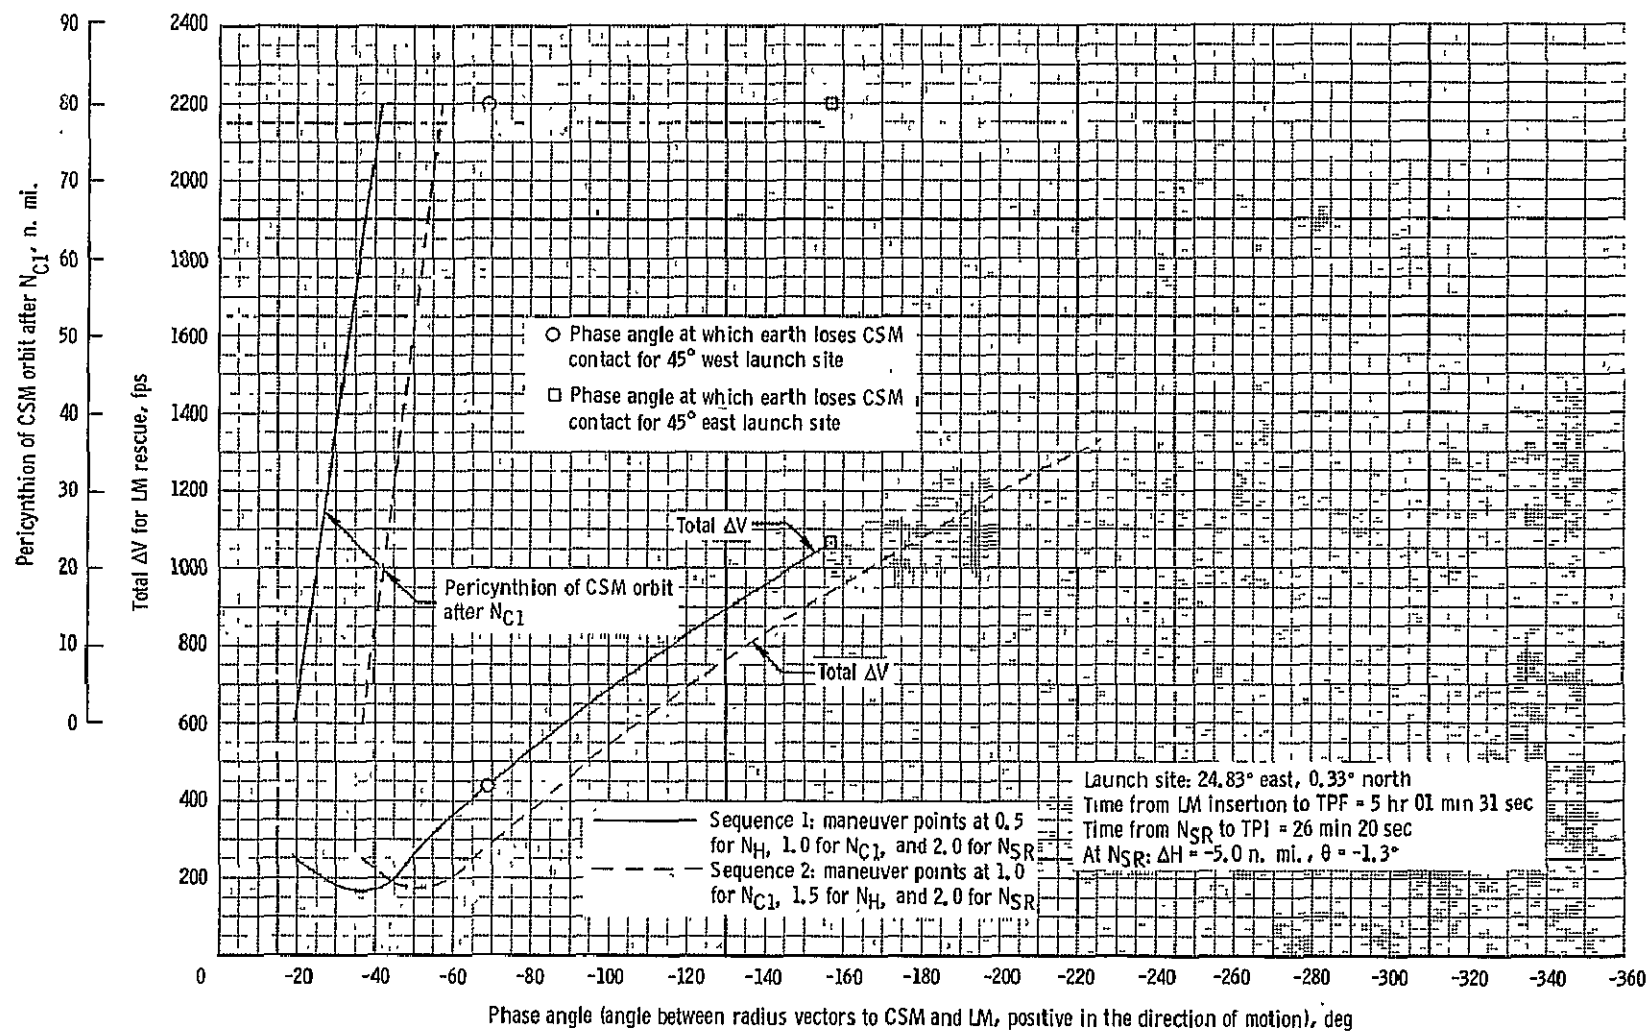 Pericynthion of CSM orbit after N_C1, n. mi.
90
80
70
60
50
40
30
20
10
0
Total ΔV for LM rescue, fps
2400
2200
2000
1800
1600
1400
1200
1000
800
600
400
200
0
○ Phase angle at which earth loses CSM
contact for 45° west launch site
□ Phase angle at which earth loses CSM
contact for 45° east launch site
Total ΔV
Pericynthion of CSM orbit
after N_C1
Total ΔV
Launch site: 24.83° east, 0.33° north
Time from LM insertion to TPF = 5 hr 01 min 31 sec
Time from N_SR to TPI = 26 min 20 sec
At N_SR: ΔH = -5.0 n. mi., θ = -1.3°
Sequence 1: maneuver points at 0.5
for N_H, 1.0 for N_C1, and 2.0 for N_SR
Sequence 2: maneuver points at 1.0
for N_C1, 1.5 for N_H, and 2.0 for N_SR
-20 -40 -60 -80 -100 -120 -140 -160 -180 -200 -220 -240 -260 -280 -300 -320 -340 -360
Phase angle (angle between radius vectors to CSM and LM, positive in the direction of motion), deg